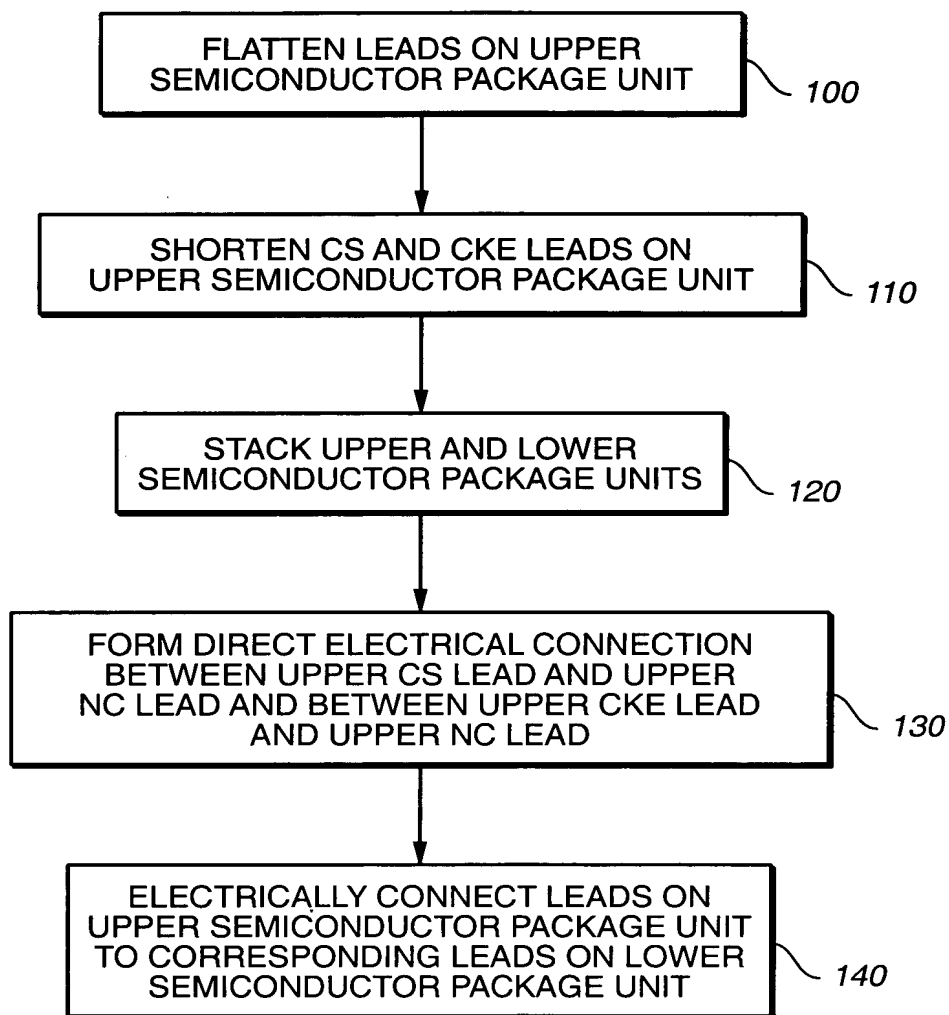 FLATTEN LEADS ON UPPER
SEMICONDUCTOR PACKAGE UNIT
100
SHORTEN CS AND CKE LEADS ON
UPPER SEMICONDUCTOR PACKAGE UNIT
110
STACK UPPER AND LOWER
SEMICONDUCTOR PACKAGE UNITS
120
FORM DIRECT ELECTRICAL CONNECTION
BETWEEN UPPER CS LEAD AND UPPER
NC LEAD AND BETWEEN UPPER CKE LEAD
AND UPPER NC LEAD
130
ELECTRICALLY CONNECT LEADS ON
UPPER SEMICONDUCTOR PACKAGE UNIT
TO CORRESPONDING LEADS ON LOWER
SEMICONDUCTOR PACKAGE UNIT
140